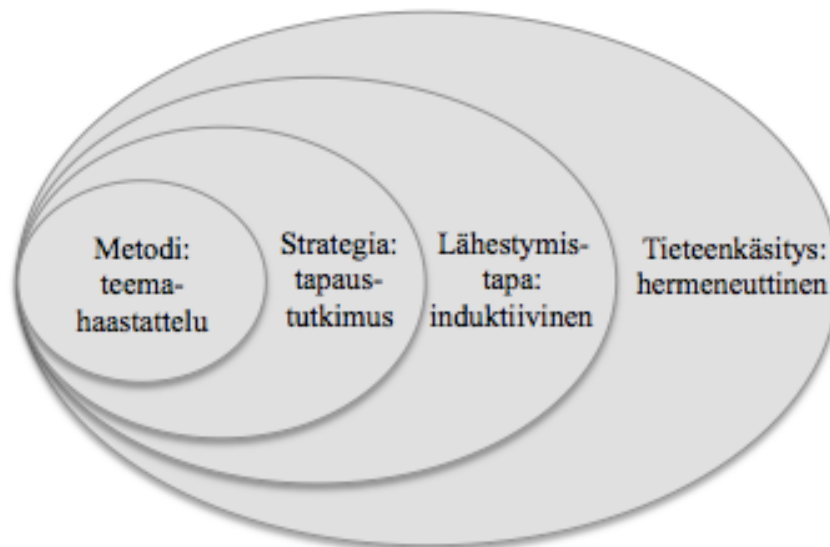 Metodi:
teema-
haastattelu
Strategia:
tapaus-
tutkimus
Lähestymis-
tapa:
induktiivinen
Tieteenkäsitys:
hermeneuttinen